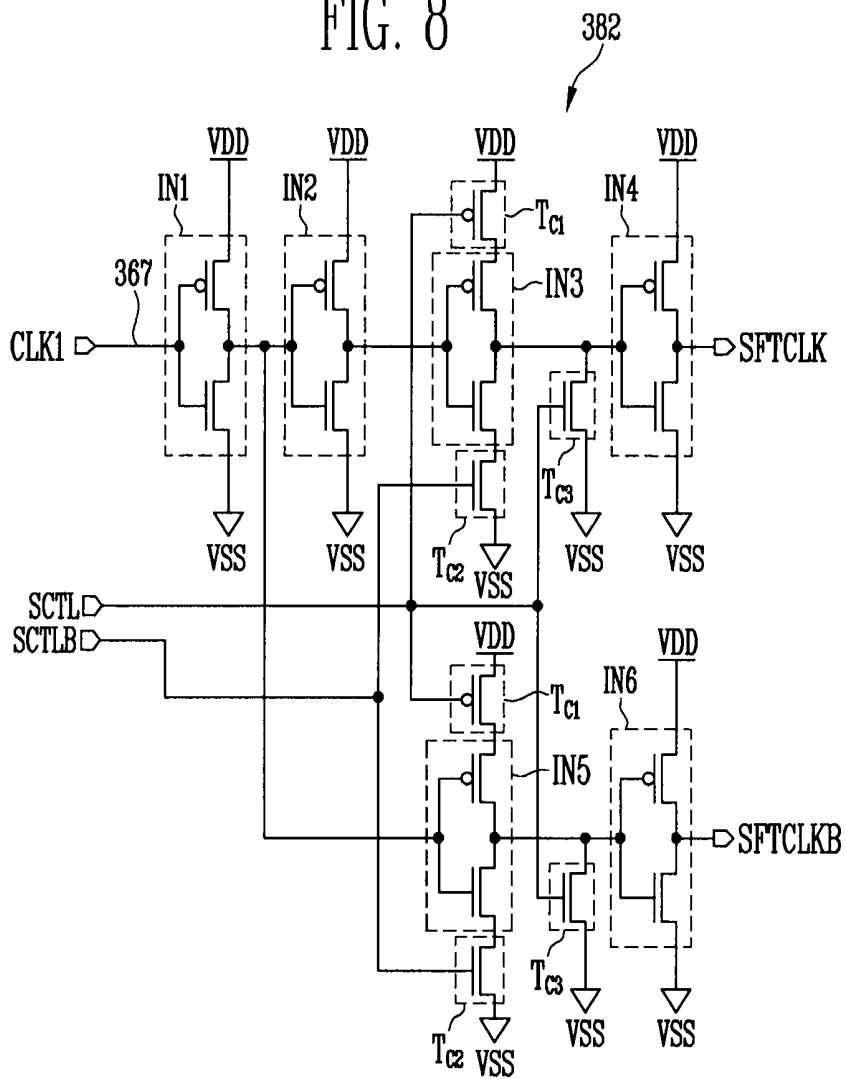 FIG. 8
382
VDD VDD VDD VDD
IN1 IN2 TC1 IN4
367 IN3
CLK1 SFTCLK
TC3
VSS VSS TC2 VSS VSS VSS
SCTL
SCTLB VDD VDD
TC1 IN6
IN5
SFTCLKB
TC3
TC2 VSS VSS VSS